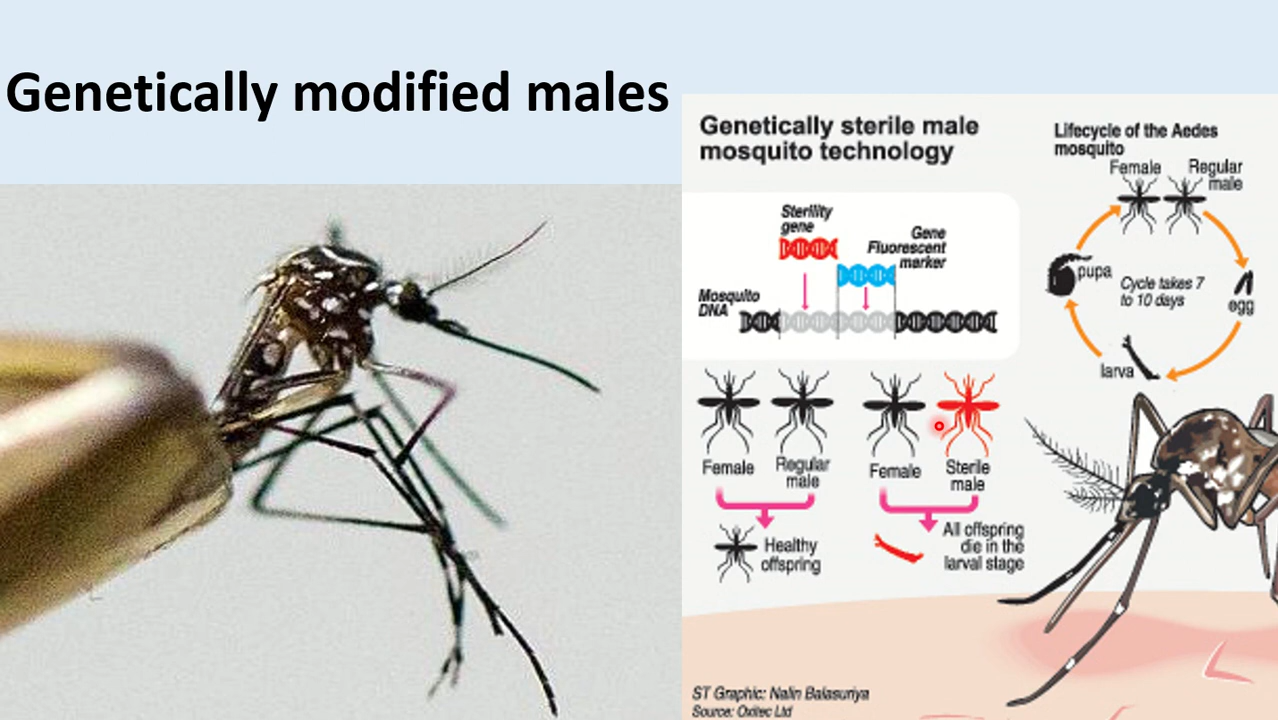 Genetically modified males
Genetically sterile male
mosquito technology
Sterility
gene
Gene
Fluorescent
marker
Mosquito
DNA
Female
Regular
male
Female
Sterile
male
Healthy
offspring
All offspring
die in the
larval stage
Lifecycle of the Aedes
mosquito
Female
Regular
male
pupa
Cycle takes 7
to 10 days
egg
larva
ST Graphic: Nalin Balasuriya
Source: Oxitec Ltd